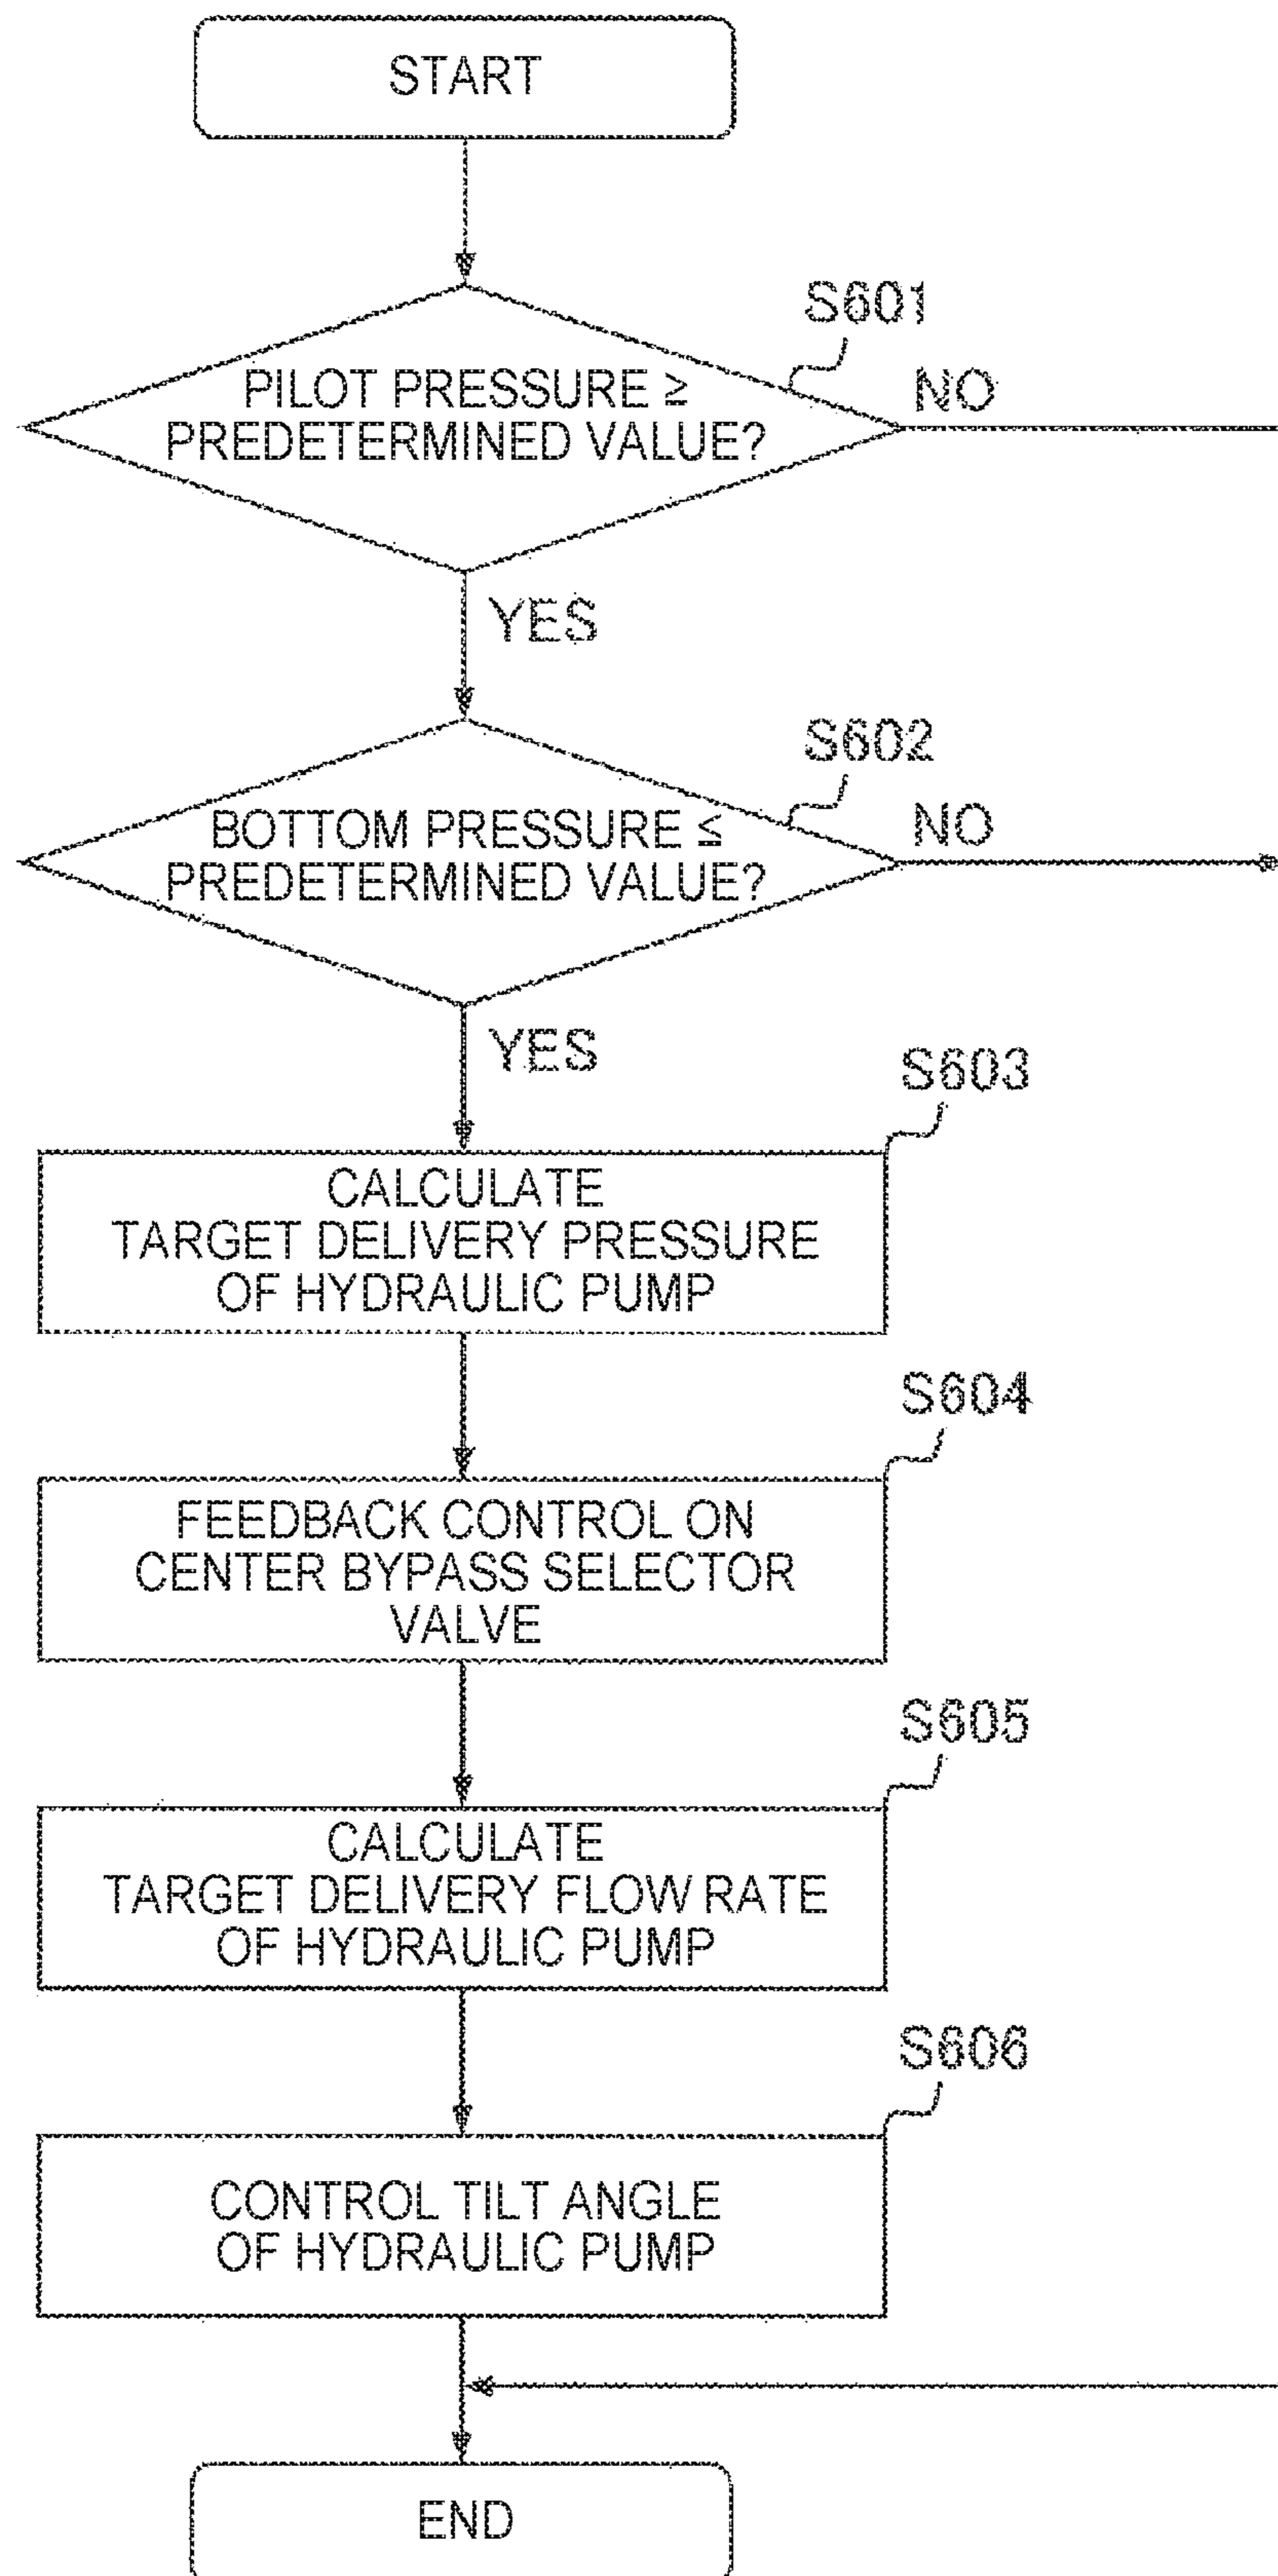 START
S601
PILOT PRESSURE ≥
PREDETERMINED VALUE?
NO
YES
S602
BOTTOM PRESSURE ≤
PREDETERMINED VALUE?
NO
YES
S603
CALCULATE
TARGET DELIVERY PRESSURE
OF HYDRAULIC PUMP
S604
FEEDBACK CONTROL ON
CENTER BYPASS SELECTOR
VALVE
S605
CALCULATE
TARGET DELIVERY FLOW RATE
OF HYDRAULIC PUMP
S606
CONTROL TILT ANGLE
OF HYDRAULIC PUMP
END